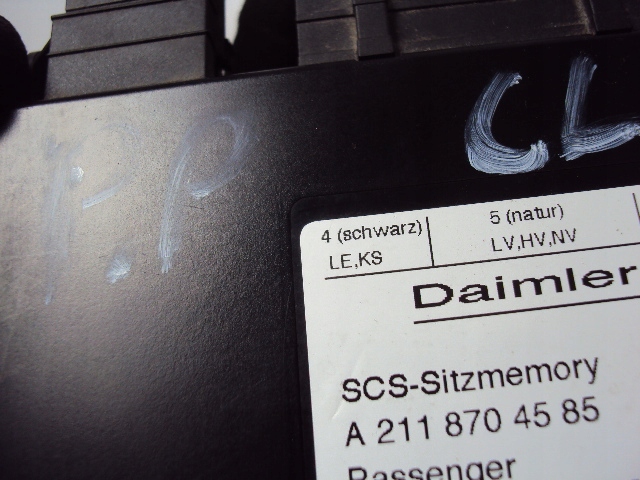 P.P
CL
4 (schwarz) 5 (natur)
LE,KS LV,HV,NV
Daimler
SCS-Sitzmemory
A 211 870 45 85
Passenger